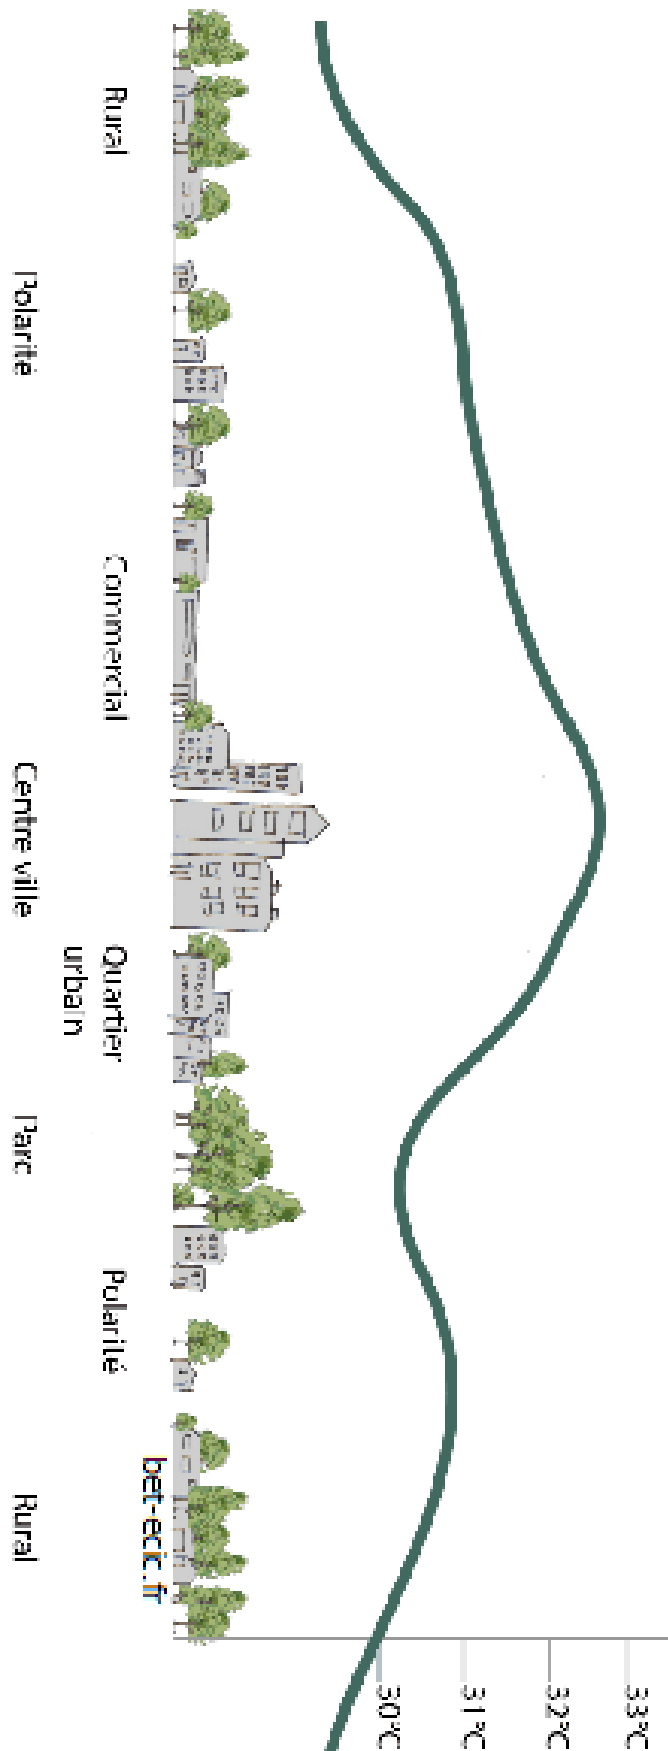 Rural
Polarité
Commercial
Centre ville
Quartier
urbain
Parc
Polarité
Rural
bet-ecic.fr
30°C
31°C
32°C
33°C